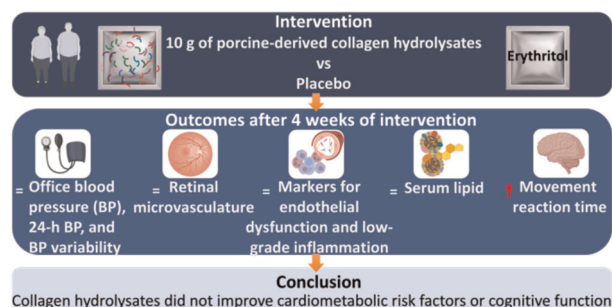 Intervention
10 g of porcine-derived collagen hydrolysates
vs
Placebo
Erythritol
Outcomes after 4 weeks of intervention
= Office blood
pressure (BP),
24-h BP, and
BP variability
= Retinal
microvasculature
= Markers for
endothelial
dysfunction and low-
grade inflammation
= Serum lipid
↑ Movement
reaction time
Conclusion
Collagen hydrolysates did not improve cardiometabolic risk factors or cognitive function